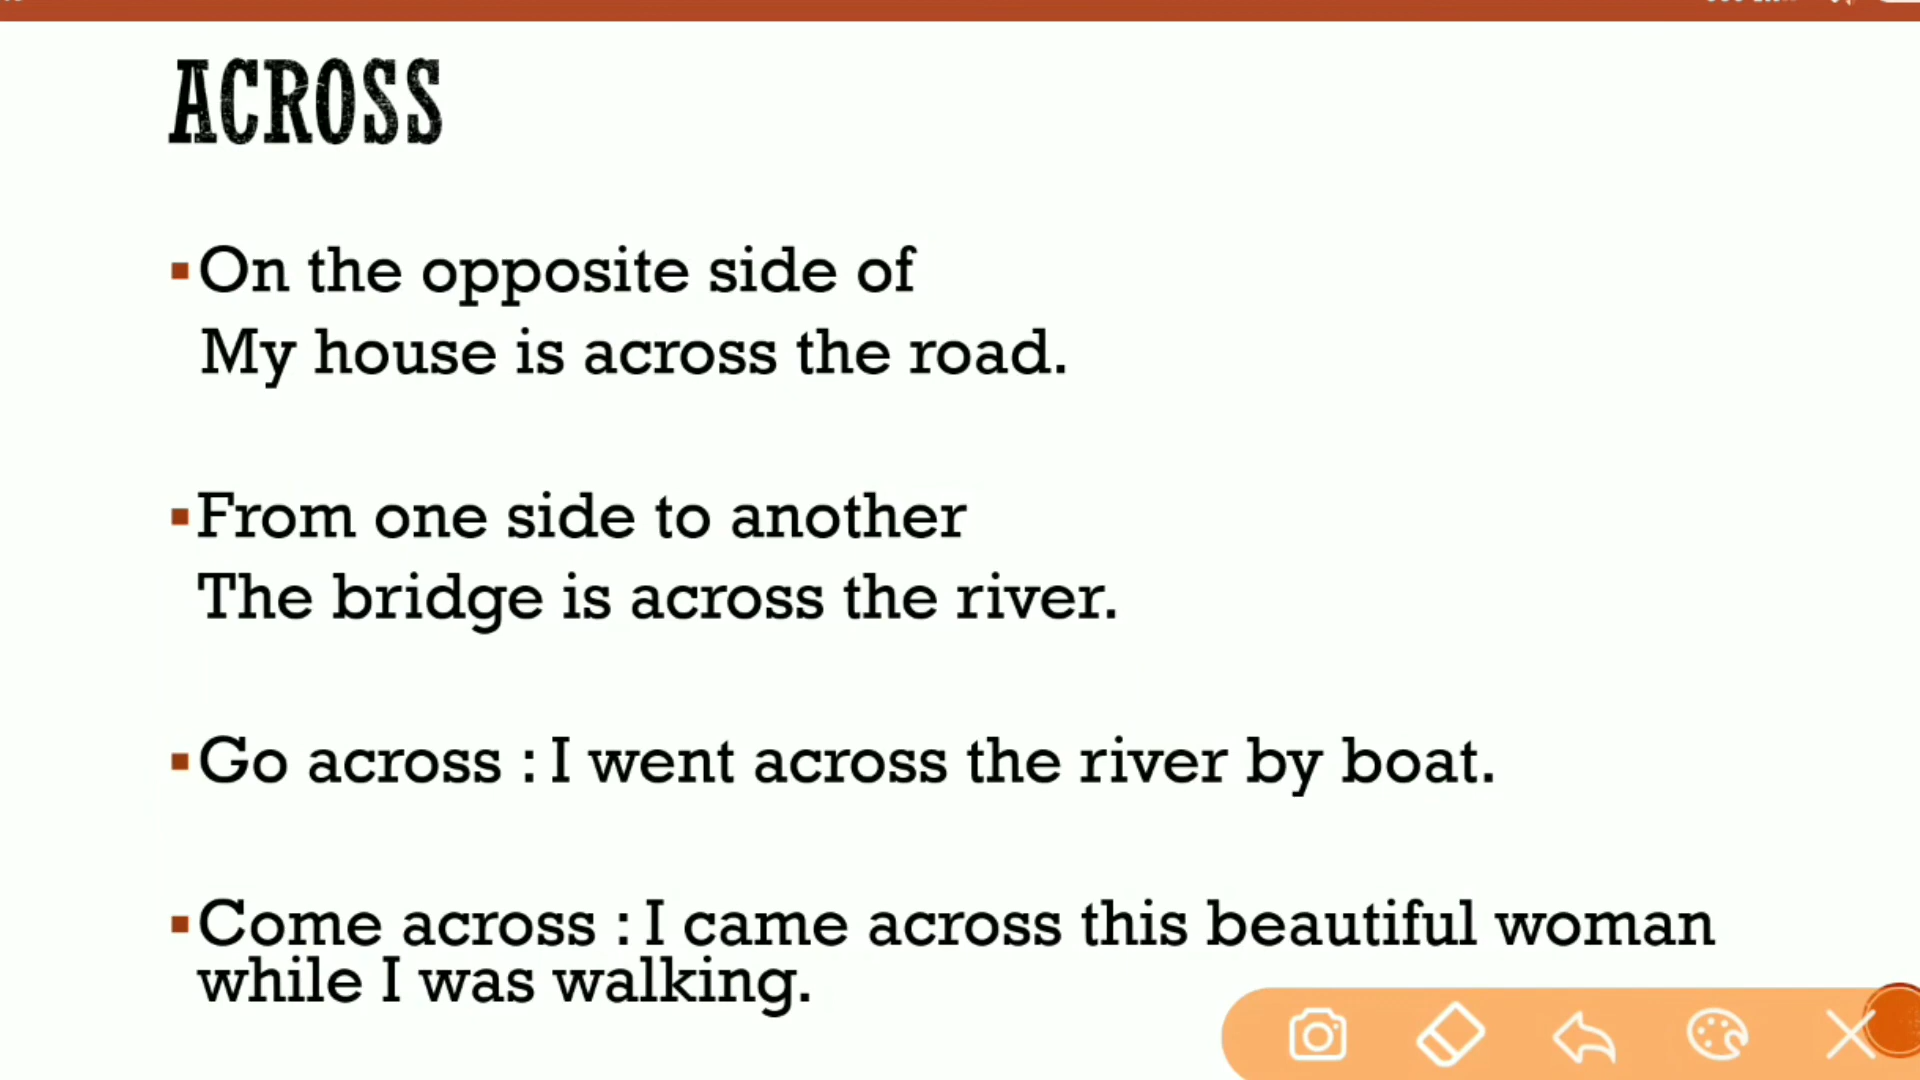 ACROSS
On the opposite side of
My house is across the road.
From one side to another
The bridge is across the river.
Go across : I went across the river by boat.
Come across : I came across this beautiful woman
while I was walking.